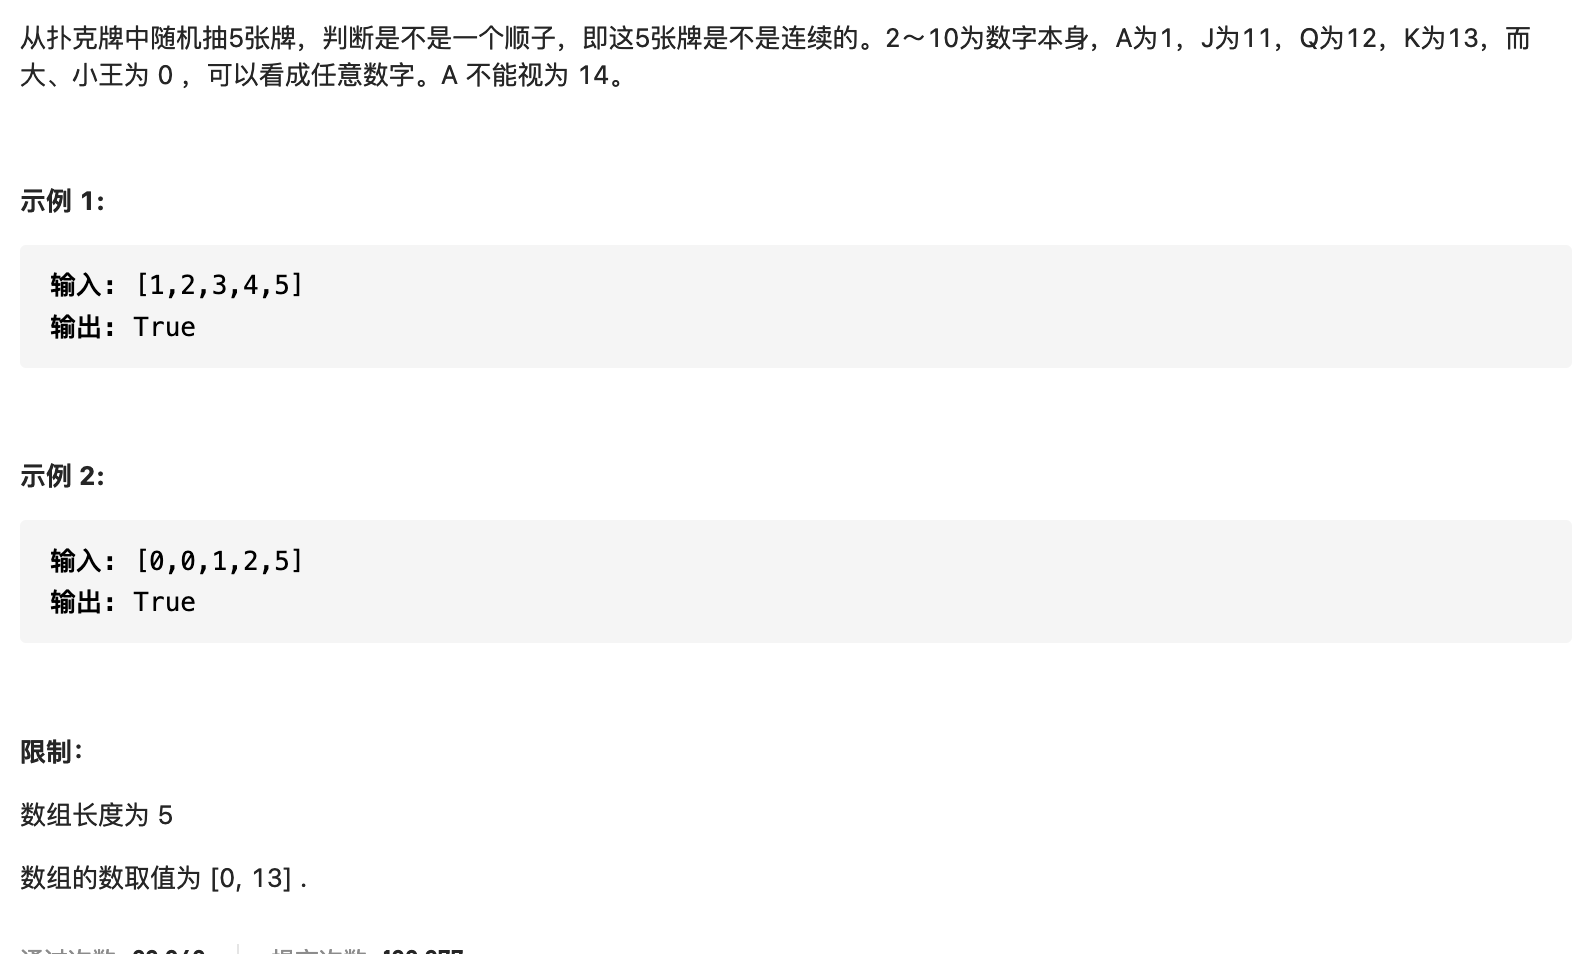 从扑克牌中随机抽5张牌，判断是不是一个顺子，即这5张牌是不是连续的。2～10为数字本身，A为1，J为11，Q为12，K为13，而
大、小王为 0 ，可以看成任意数字。A 不能视为 14。
示例 1:
输入: [1,2,3,4,5]
输出: True
示例 2:
输入: [0,0,1,2,5]
输出: True
限制：
数组长度为 5
数组的数取值为 [0, 13] .